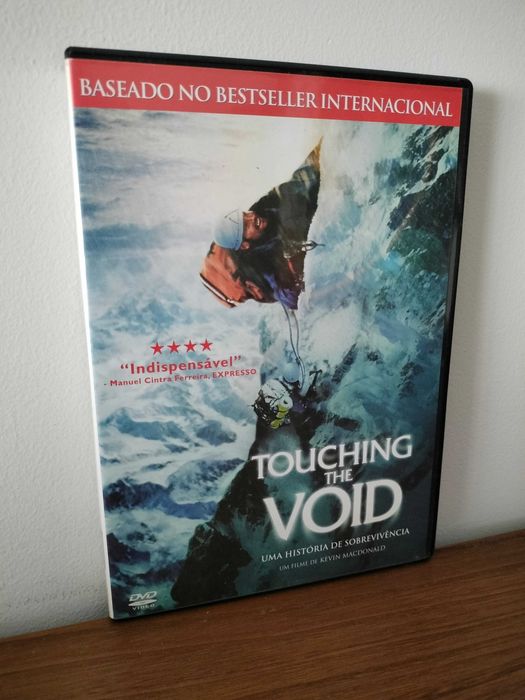 BASEADO NO BESTSELLER INTERNACIONAL
★★★★
“Indispensável”
- Manuel Cintra Ferreira, EXPRESSO
TOUCHING
THE
VOID
UMA HISTÓRIA DE SOBREVIVÊNCIA
UM FILME DE KEVIN MACDONALD
DVD
VIDEO